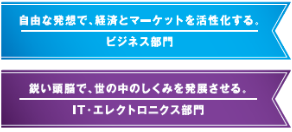 自由な発想で、経済とマーケットを活性化する。
ビジネス部門
鋭い頭脳で、世の中のしくみを発展させる。
IT・エレクトロニクス部門